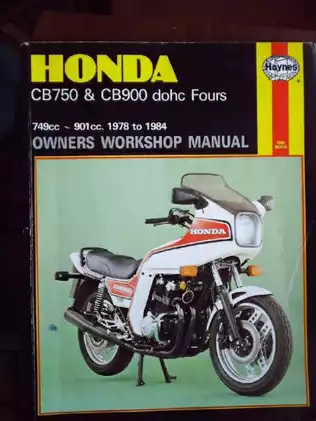 HONDA
Haynes
CB750 & CB900 dohc Fours
749cc ~ 901cc. 1978 to 1984
OWNERS WORKSHOP MANUAL
HONDA